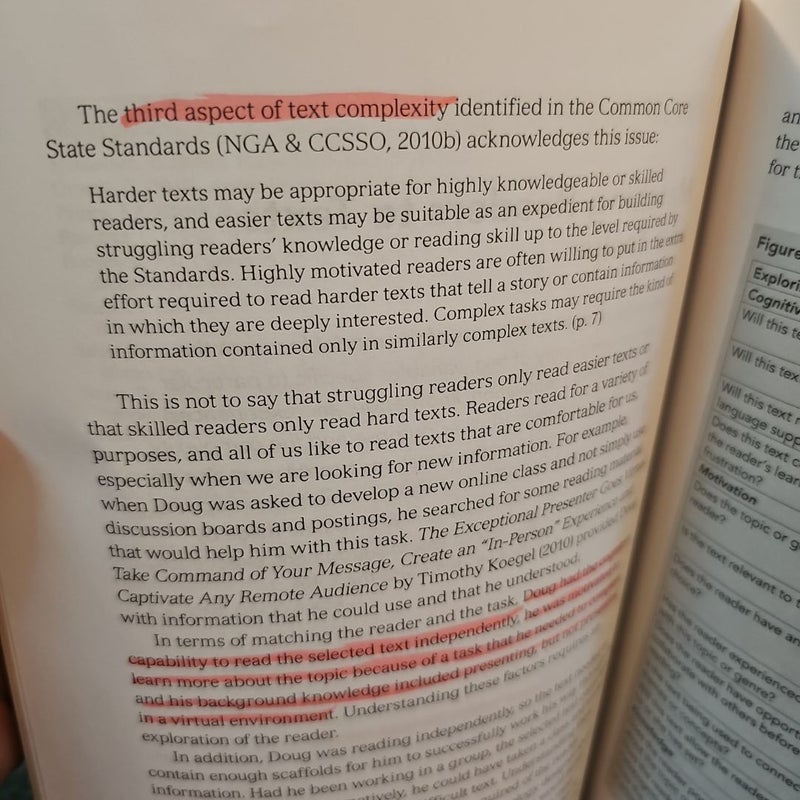 The third aspect of text complexity identified in the Common Core
State Standards (NGA & CCSSO, 2010b) acknowledges this issue:
Harder texts may be appropriate for highly knowledgeable or skilled
readers, and easier texts may be suitable as an expedient for building
struggling readers' knowledge or reading skill up to the level required by
the Standards. Highly motivated readers are often willing to put in the extra
effort required to read harder texts that tell a story or contain information
in which they are deeply interested. Complex tasks may require the kind of
information contained only in similarly complex texts. (p. 7)
This is not to say that struggling readers only read easier texts or
that skilled readers only read hard texts. Readers read for a variety of
purposes, and all of us like to read texts that are comfortable for us,
especially when we are looking for new information. For example,
when Doug was asked to develop a new online class and not simply use
discussion boards and postings, he searched for some reading material
that would help him with this task. The Exceptional Presenter Goes
Take Command of Your Message, Create an "In-Person" Experience and
Captivate Any Remote Audience by Timothy Koegel (2010) provided Doug
with information that he could use and that he understood.
In terms of matching the reader and the task, Doug had the
capability to read the selected text independently, he was motivated to
learn more about the topic because of a task that he needed to
and his background knowledge included presenting, but not
in a virtual environment. Understanding these factors requires
exploration of the reader.
In addition, Doug was reading independently, so the text
contain enough scaffolds for him to successfully work his way
information. Had he been working in a group, the selected
he could have taken a
difficult text.
an
the
for
Figure
Explori
Cognitiv
Will this te
Will this tex
Will this text r
language supp
Does this text c
the reader's lear
frustration?
Motivation
Does the topic or g
reader?
Is the text relevant to t
Does the reader have an
the reader experienced
this topic or genre?
the reader have opport
with others before
being used to connec
concepts?
text allow the reader